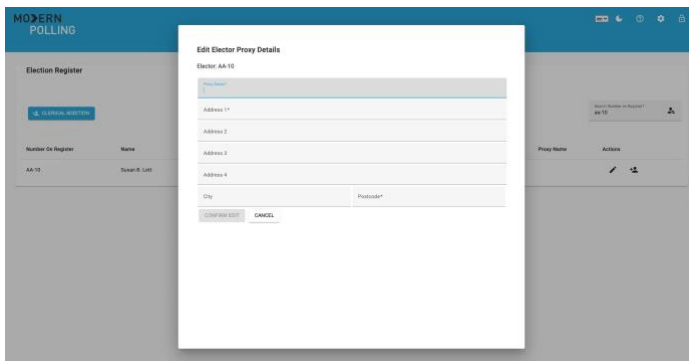 MODERN
POLLING
Edit Elector Proxy Details
Elector: AA-10
Election Register
Proxy Name*
Address 1*
CLERICAL ADDITION
Search Number on Register*
aa-10
Address 2
Address 3
Number On Register Name Proxy Name Actions
Address 4
AA-10 Susan R. Lint
City Postcode*
CONFIRM EDIT CANCEL